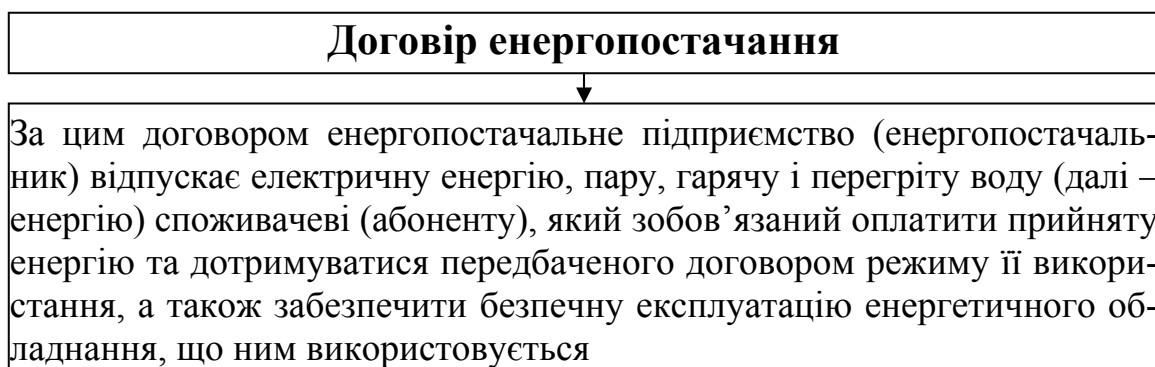 Договір енергопостачання
За цим договором енергопостачальне підприємство (енергопостачаль-
ник) відпускає електричну енергію, пару, гарячу і перегріту воду (далі –
енергію) споживачеві (абоненту), який зобов’язаний оплатити прийняту
енергію та дотримуватися передбаченого договором режиму її викори-
стання, а також забезпечити безпечну експлуатацію енергетичного об-
ладнання, що ним використовується